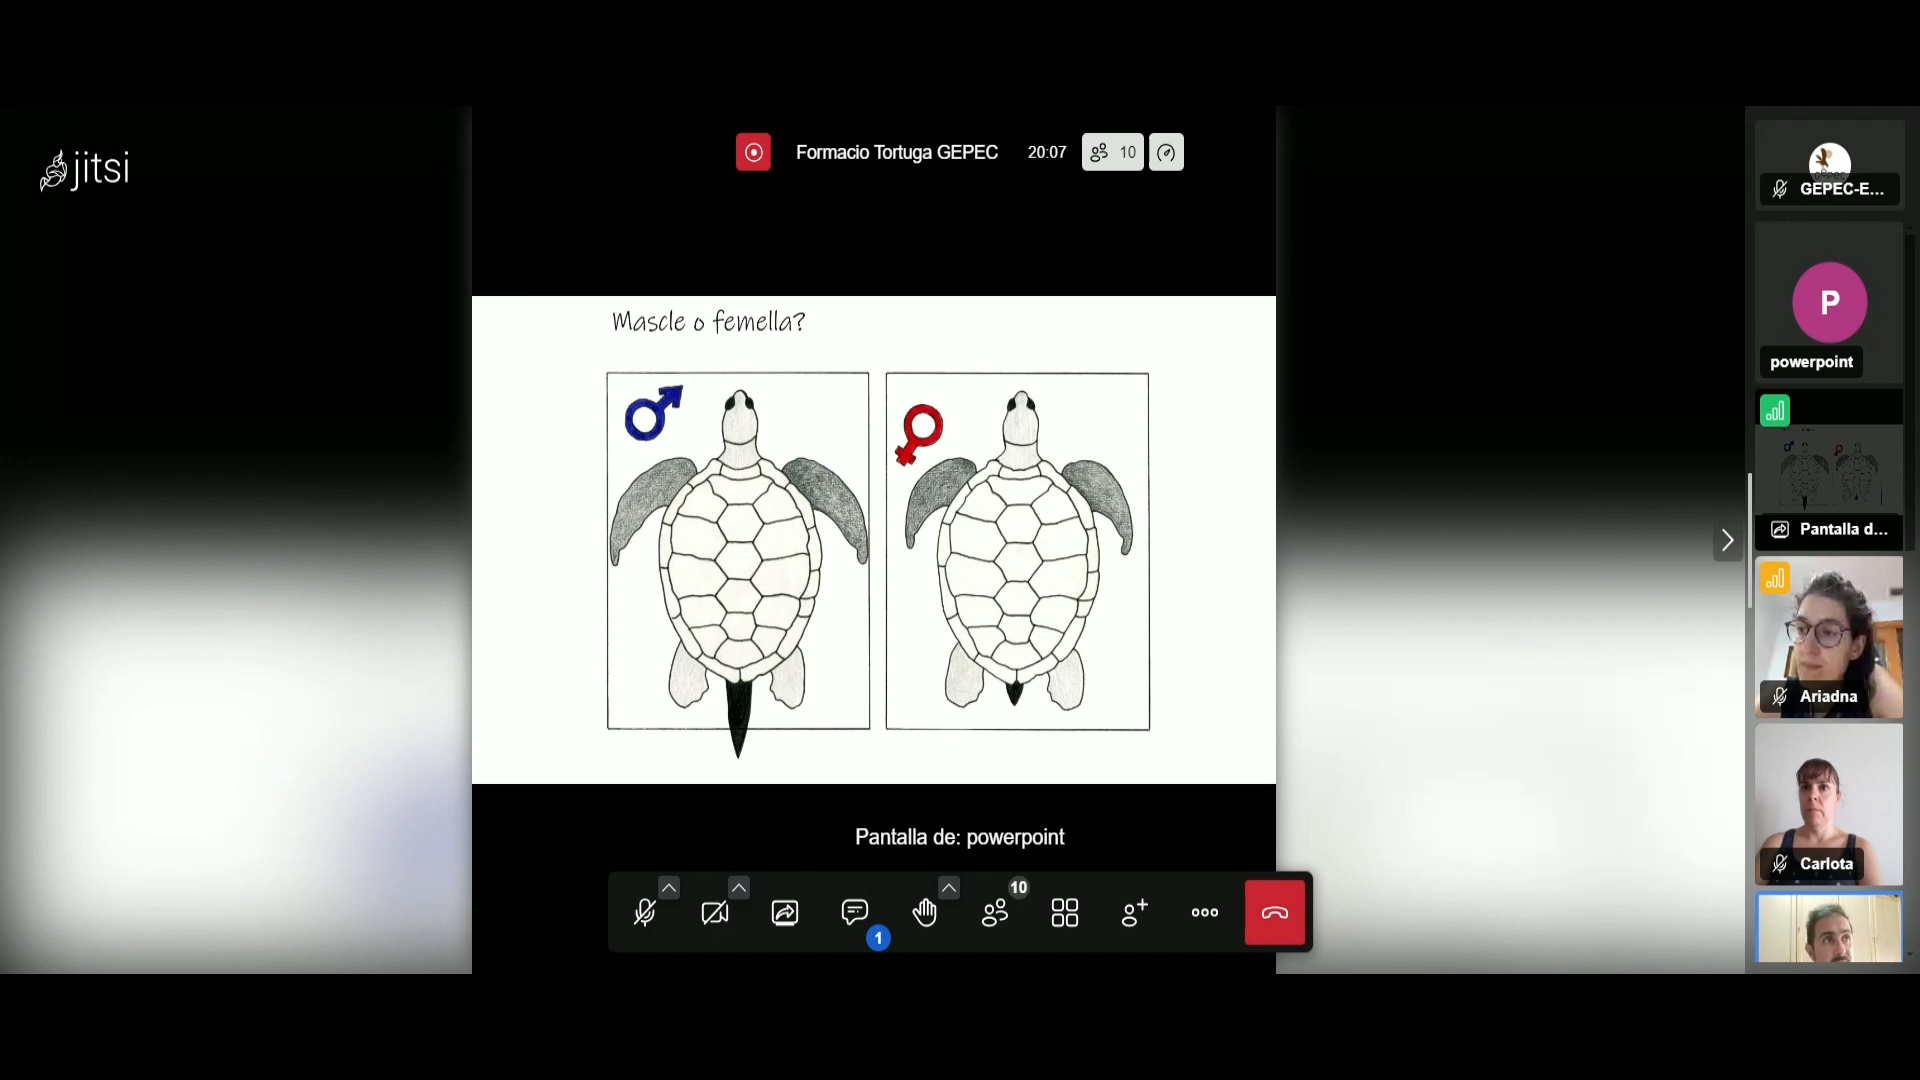 jitsi
Formacio Tortuga GEPEC
20:07
10
Mascle o femella?
GEPEC-E...
P
powerpoint
Pantalla d...
Ariadna
Carlota
Pantalla de: powerpoint
10
1